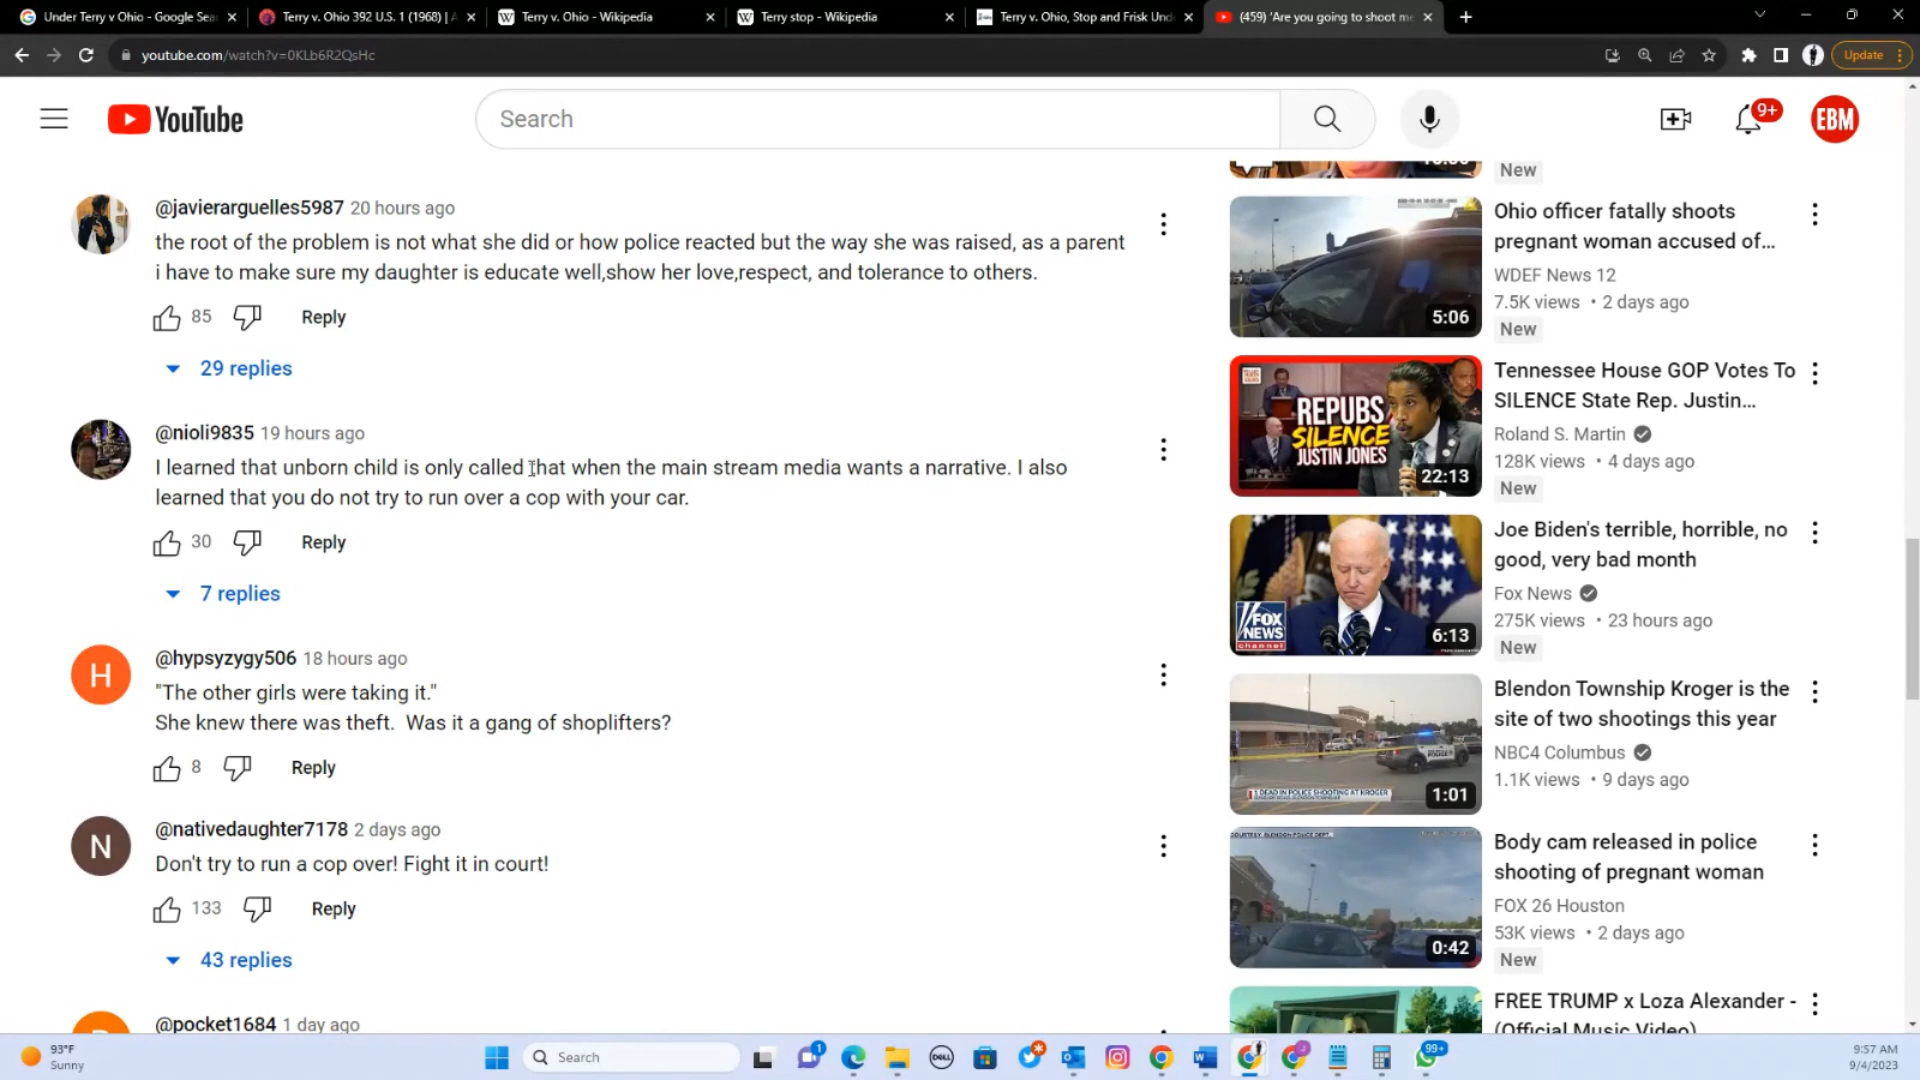 Under Terry v Ohio - Google Sea
Terry v. Ohio 392 U.S. 1 (1968) |
Terry v. Ohio - Wikipedia
Terry stop - Wikipedia
Terry v. Ohio, Stop and Frisk Und
(459) 'Are you going to shoot me
youtube.com/watch?v=0KLb6R2QsHc
Update
YouTube
Search
9+
EBM
@javierarguelles5987 20 hours ago
the root of the problem is not what she did or how police reacted but the way she was raised, as a parent
i have to make sure my daughter is educate well,show her love,respect, and tolerance to others.
85
Reply
29 replies
@nioli9835 19 hours ago
I learned that unborn child is only called that when the main stream media wants a narrative. I also
learned that you do not try to run over a cop with your car.
30
Reply
7 replies
H
@hypsyzygy506 18 hours ago
"The other girls were taking it."
She knew there was theft.  Was it a gang of shoplifters?
8
Reply
N
@nativedaughter7178 2 days ago
Don't try to run a cop over! Fight it in court!
133
Reply
43 replies
@pocket1684 1 day ago
New
Ohio officer fatally shoots
pregnant woman accused of...
WDEF News 12
7.5K views • 2 days ago
New
5:06
Tennessee House GOP Votes To
SILENCE State Rep. Justin...
Roland S. Martin
128K views • 4 days ago
New
REPUBS
SILENCE
JUSTIN JONES
22:13
Joe Biden's terrible, horrible, no
good, very bad month
Fox News
275K views • 23 hours ago
New
FOX
NEWS
channel
6:13
Blendon Township Kroger is the
site of two shootings this year
NBC4 Columbus
1.1K views • 9 days ago
1 DEAD IN POLICE SHOOTING AT KROGER
1:01
Body cam released in police
shooting of pregnant woman
FOX 26 Houston
53K views • 2 days ago
New
COURTESY: BLENDON POLICE DEPT.
0:42
FREE TRUMP x Loza Alexander -
(Official Music Video)
93°F
Sunny
Search
1
DELL
99+
9:57 AM
9/4/2023